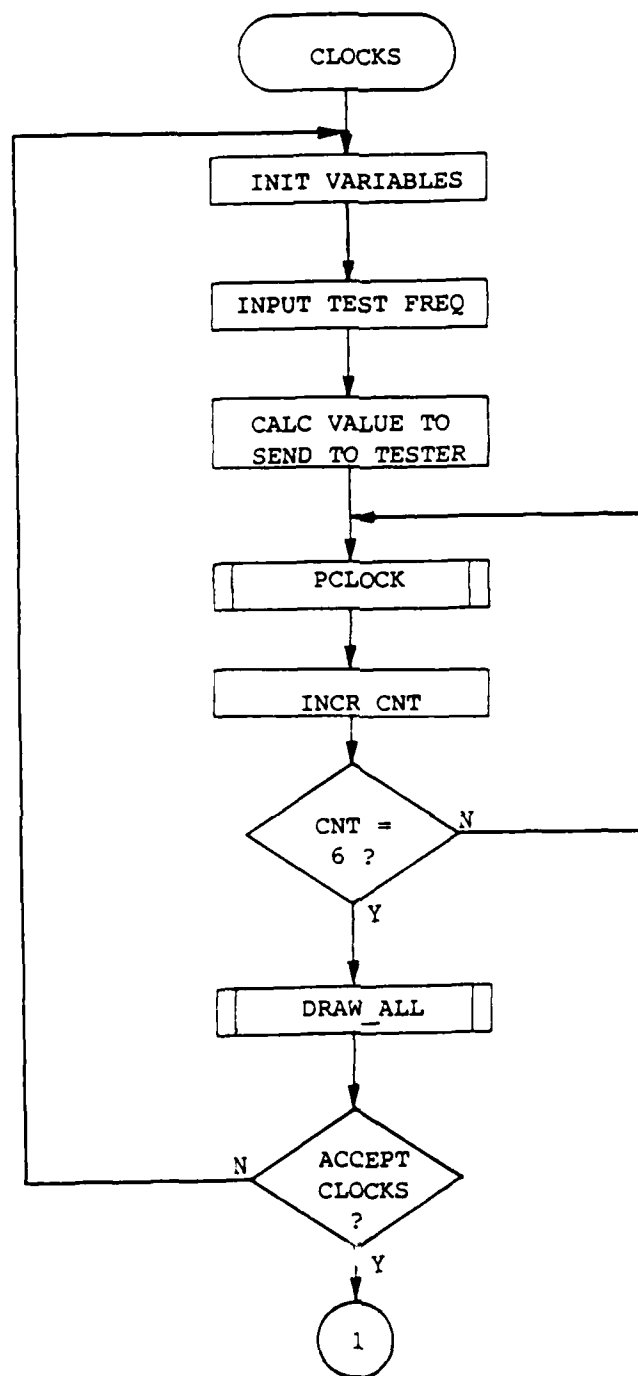 CLOCKS
INIT VARIABLES
INPUT TEST FREQ
CALC VALUE TO
SEND TO TESTER
PCLOCK
INCR CNT
CNT =
6 ?
N
Y
DRAW_ALL
ACCEPT
CLOCKS
?
N
Y
1